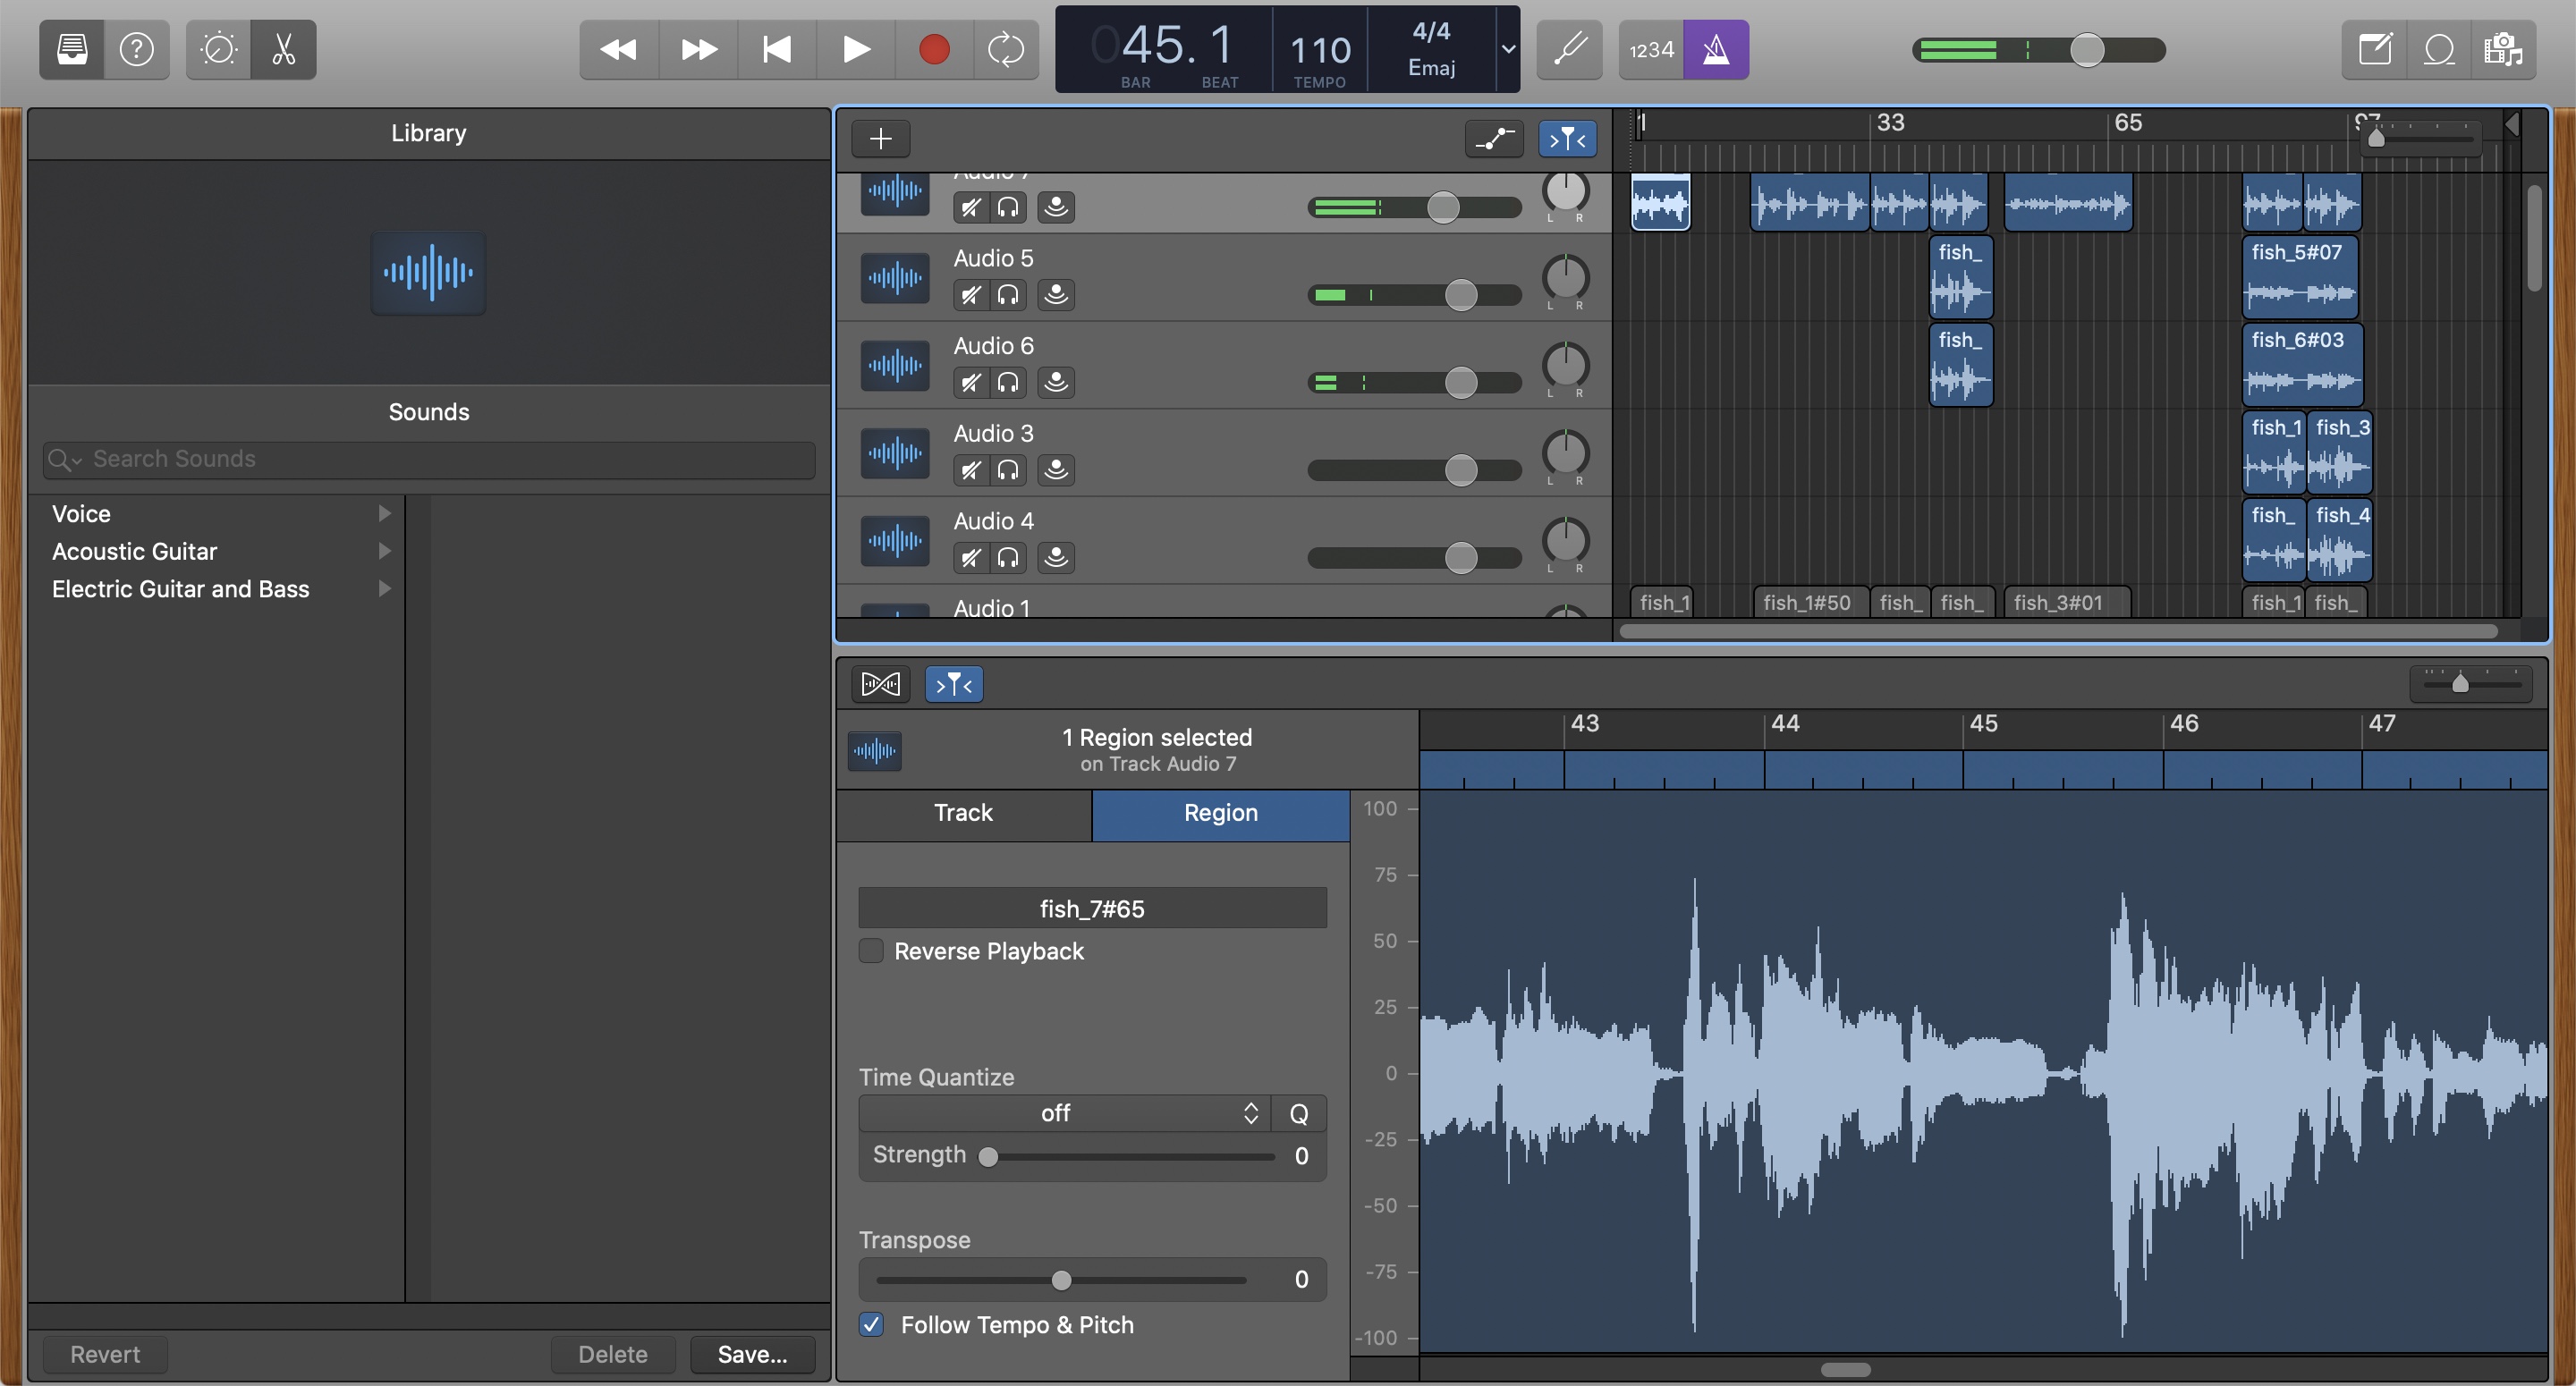 045. 1
BAR BEAT
110
TEMPO
4/4
Emaj
1234
Library
Sounds
Search Sounds
Voice
Acoustic Guitar
Electric Guitar and Bass
Revert
Delete
Save...
1 33 65 97
Audio 7
L R
Audio 5
L R
fish_
fish_5#07
Audio 6
L R
fish_
fish_6#03
Audio 3
L R
fish_1
fish_3
Audio 4
L R
fish_
fish_4
Audio 1
fish_1
fish_1#50
fish_
fish_
fish_3#01
fish_1
fish_
1 Region selected
on Track Audio 7
43 44 45 46 47
Track
Region
fish_7#65
Reverse Playback
Time Quantize
off
Q
Strength
0
Transpose
0
Follow Tempo & Pitch
100
75
50
25
0
-25
-50
-75
-100